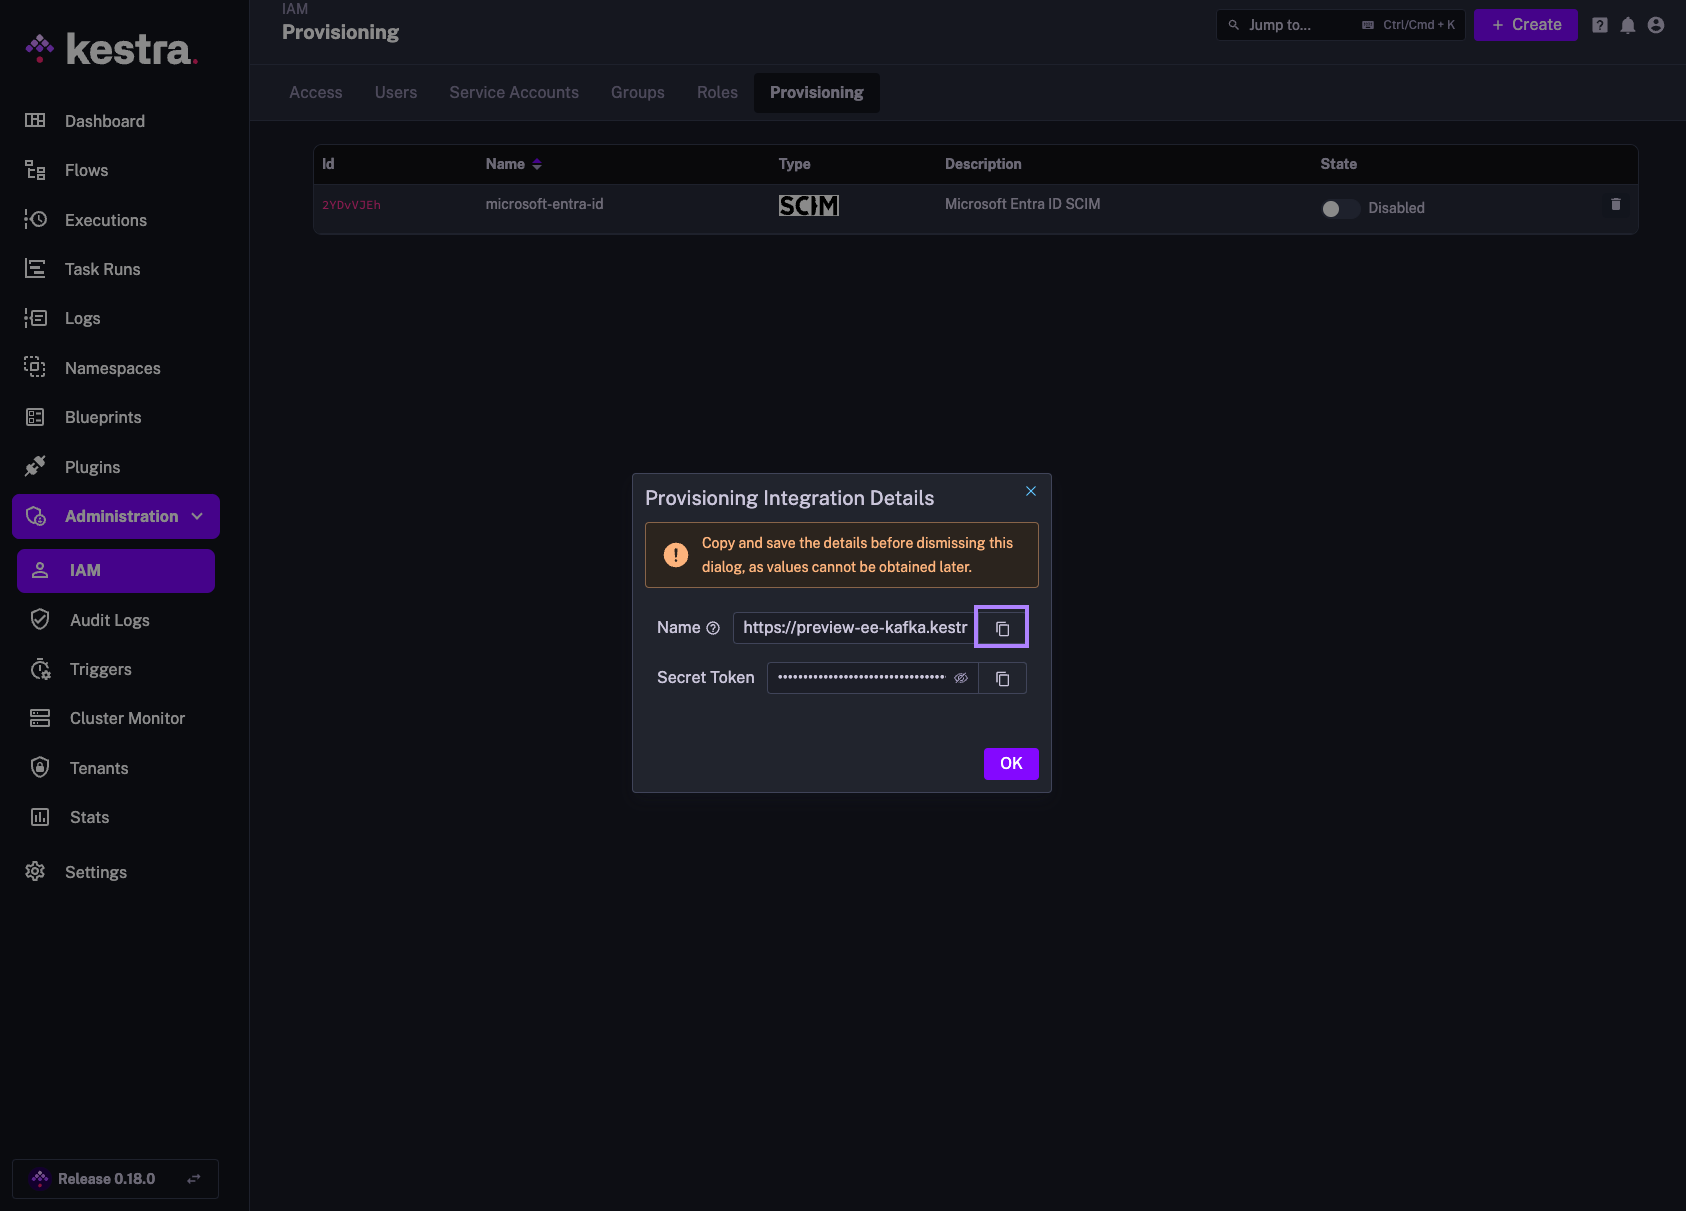 kestra.
Dashboard
Flows
Executions
Task Runs
Logs
Namespaces
Blueprints
Plugins
Administration
IAM
Audit Logs
Triggers
Cluster Monitor
Tenants
Stats
Settings
Release 0.18.0
IAM
Provisioning
Jump to...
Ctrl/Cmd + K
+ Create
Access Users Service Accounts Groups Roles Provisioning
Id Name Type Description State
2YDvVJEh microsoft-entra-id SCIM Microsoft Entra ID SCIM Disabled
Provisioning Integration Details
Copy and save the details before dismissing this
dialog, as values cannot be obtained later.
Name https://preview-ee-kafka.kestr
Secret Token
OK